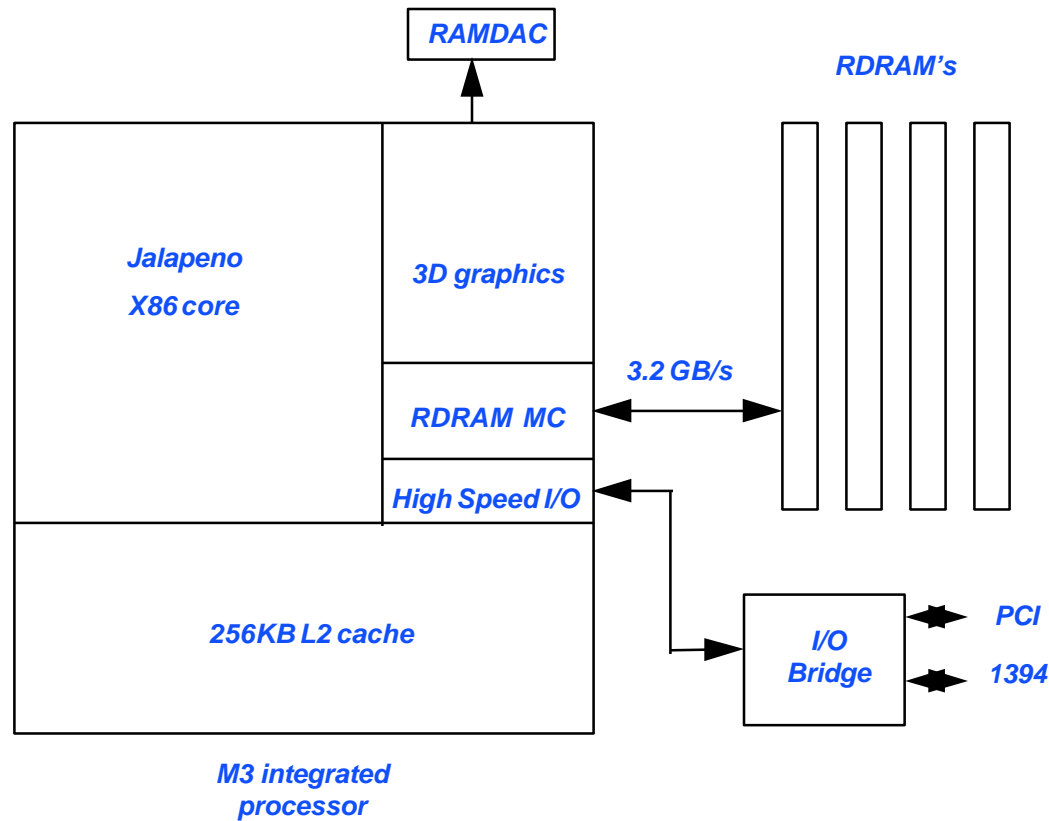 RAMDAC
RDRAM's
Jalapeno
X86 core
3D graphics
3.2 GB/s
RDRAM MC
High Speed I/O
256KB L2 cache
I/O
Bridge
PCI
1394
M3 integrated
processor